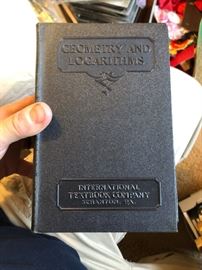 GEOMETRY AND
LOGARITHMS
INTERNATIONAL
TEXTBOOK COMPANY
SCRANTON, PA.